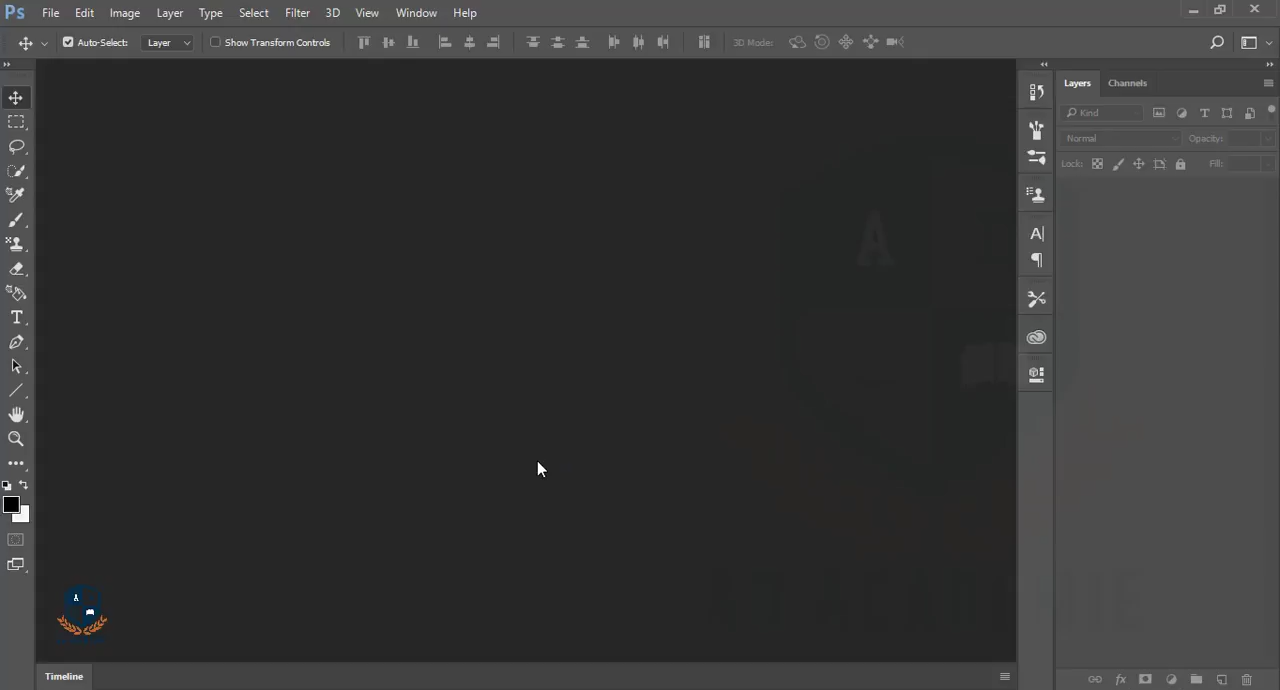 Ps File Edit Image Layer Type Select Filter 3D View Window Help
Auto-Select: Layer Show Transform Controls 3D Mode:
Layers Channels
Kind
Normal Opacity:
Lock: Fill:
A
A
Timeline